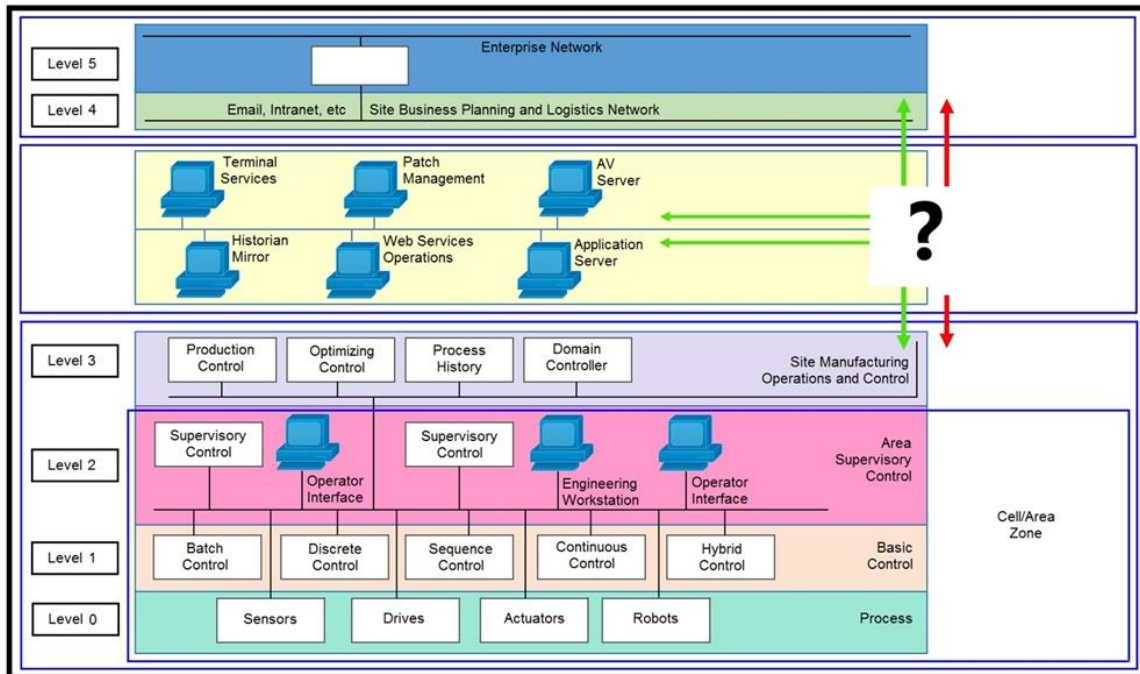 Level 5
Enterprise Network
Level 4
Email, Intranet, etc
Site Business Planning and Logistics Network
Terminal
Services
Patch
Management
AV
Server
?
Historian
Mirror
Web Services
Operations
Application
Server
Level 3
Production
Control
Optimizing
Control
Process
History
Domain
Controller
Site Manufacturing
Operations and Control
Level 2
Supervisory
Control
Operator
Interface
Supervisory
Control
Engineering
Workstation
Operator
Interface
Area
Supervisory
Control
Cell/Area
Zone
Level 1
Batch
Control
Discrete
Control
Sequence
Control
Continuous
Control
Hybrid
Control
Basic
Control
Level 0
Sensors
Drives
Actuators
Robots
Process